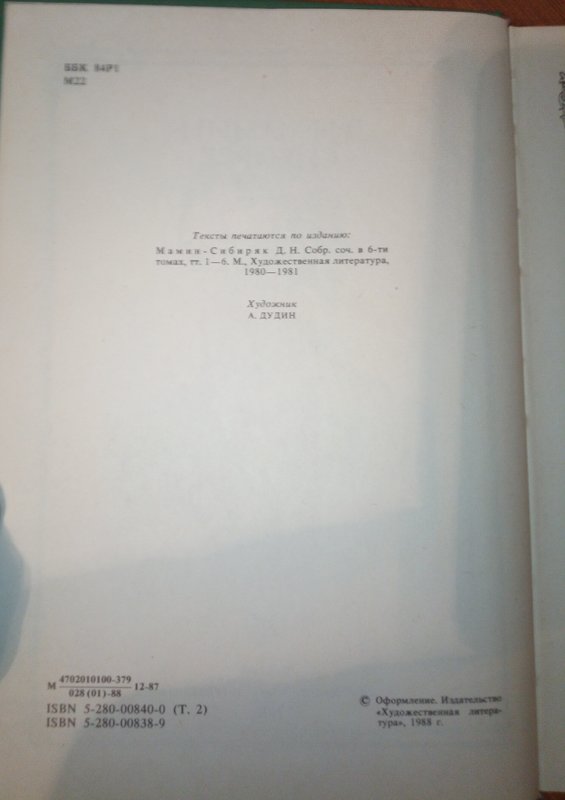 ББК 84Р1
М22
Тексты печатаются по изданию:
Мамин-Сибиряк Д. Н. Собр. соч. в 6-ти
томах, тт. 1—6. М., Художественная литература,
1980—1981
Художник
А. ДУДИН
М 4702010100-379 12-87
028 (01)-88
ISBN 5-280-00840-0 (Т. 2)
ISBN 5-280-00838-9
© Оформление. Издательство
«Художественная литера-
тура», 1988 г.